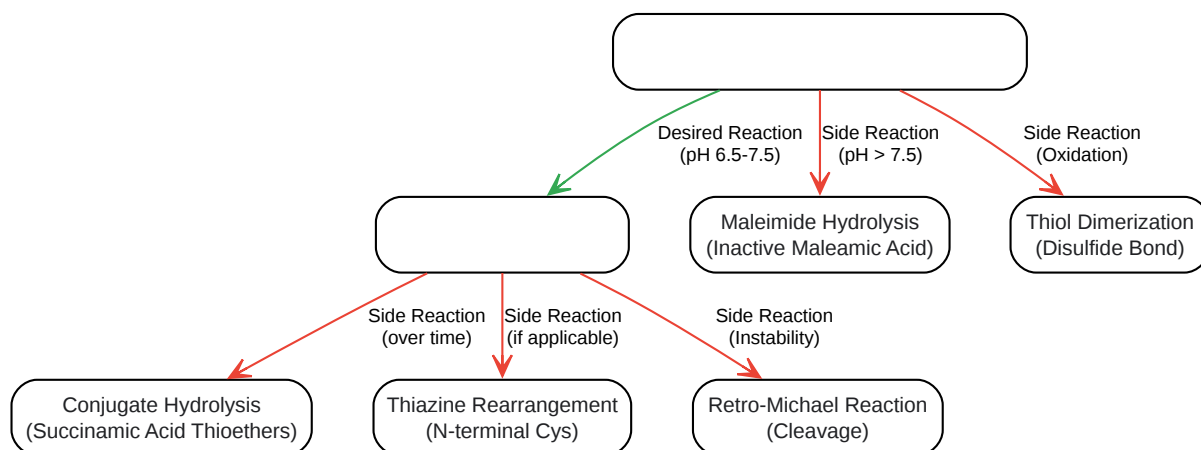 Desired Reaction
(pH 6.5-7.5)
Side Reaction
(pH > 7.5)
Side Reaction
(Oxidation)
Maleimide Hydrolysis
(Inactive Maleamic Acid)
Thiol Dimerization
(Disulfide Bond)
Side Reaction
(over time)
Side Reaction
(if applicable)
Side Reaction
(Instability)
Conjugate Hydrolysis
(Succinamic Acid Thioethers)
Thiazine Rearrangement
(N-terminal Cys)
Retro-Michael Reaction
(Cleavage)